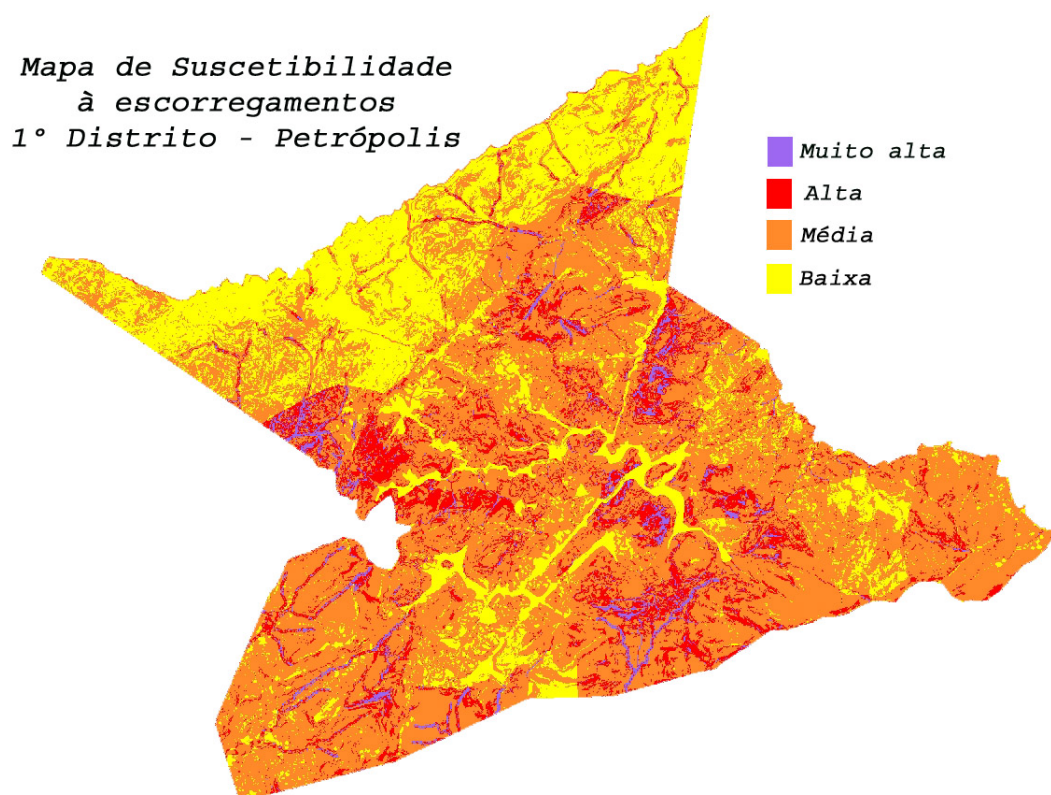 Mapa de Suscetibilidade
à escorregamentos
1° Distrito - Petrópolis
Muito alta
Alta
Média
Baixa